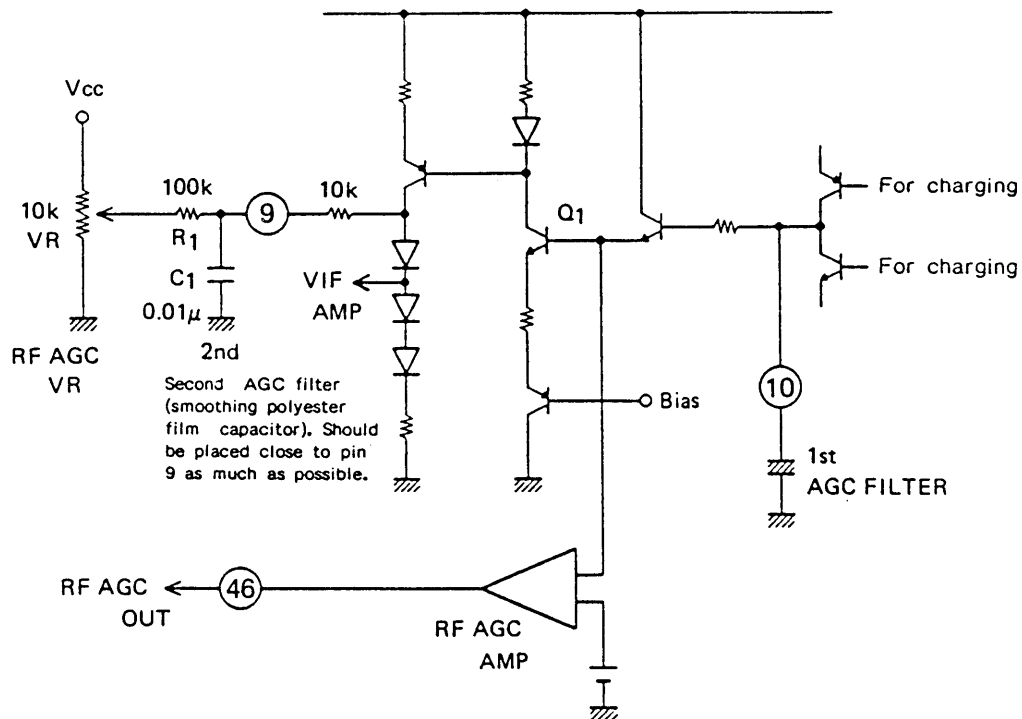 Vcc
10k
VR
RF AGC
VR
100k
R1
C1
0.01μ
2nd
9
10k
VIF
AMP
Q1
Second AGC filter
(smoothing polyester
film capacitor). Should
be placed close to pin
9 as much as possible.
Bias
For charging
For charging
10
1st
AGC FILTER
RF AGC
OUT
46
RF AGC
AMP